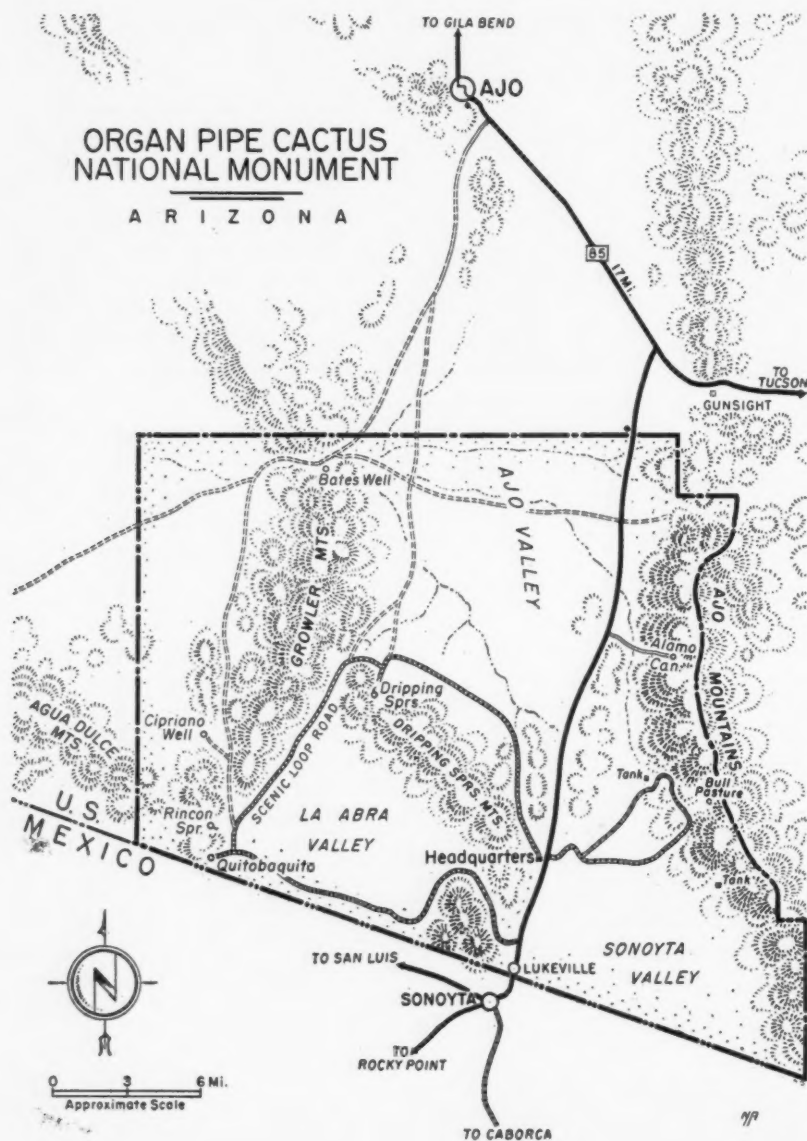 TO GILA BEND
AJO
ORGAN PIPE CACTUS
NATIONAL MONUMENT
ARIZONA
85
17 Mi.
TO
TUCSON
GUNSIGHT
Bates Well
AJO VALLEY
GROWLER MTS.
AJO MOUNTAINS
Alamo
Can.
Dripping
Sprs.
DRIPPING SPRS. MTS.
SCENIC LOOP ROAD
AGUA DULCE
MTS.
Cipriano
Well
Tank
Bull
Pasture
U.S.
MEXICO
Rincon
Spr.
LA ABRA
VALLEY
Headquarters
Quitobaquito
Tank
SONOYTA
VALLEY
TO SAN LUIS
LUKEVILLE
SONOYTA
N
TO
ROCKY POINT
0 3 6 Mi.
Approximate Scale
TO CABORCA